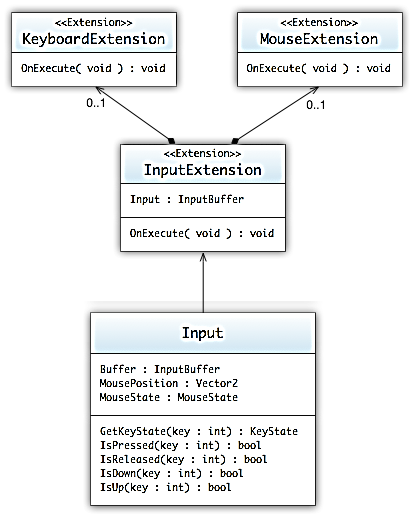 <<Extension>>
KeyboardExtension
OnExecute( void ) : void
<<Extension>>
MouseExtension
OnExecute( void ) : void
0..1
0..1
<<Extension>>
InputExtension
Input : InputBuffer
OnExecute( void ) : void
Input
Buffer : InputBuffer
MousePosition : Vector2
MouseState : MouseState
GetKeyState(key : int) : KeyState
IsPressed(key : int) : bool
IsReleased(key : int) : bool
IsDown(key : int) : bool
IsUp(key : int) : bool